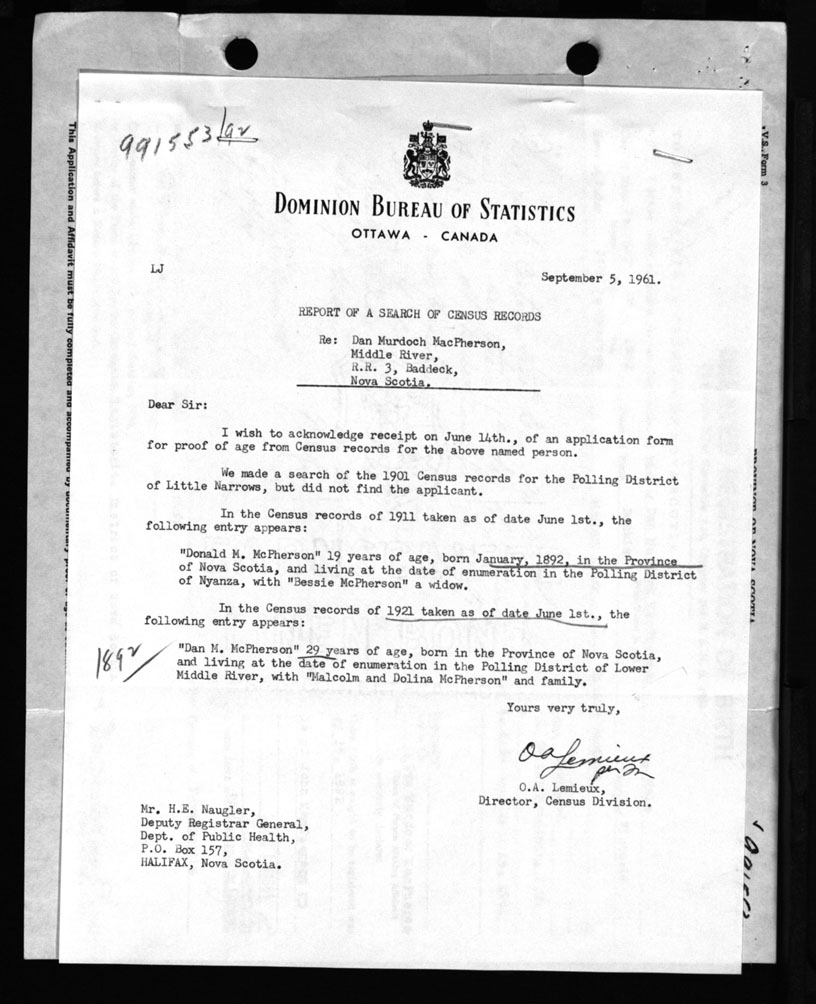 991553/92
DOMINION BUREAU OF STATISTICS
OTTAWA - CANADA
LJ
September 5, 1961.
REPORT OF A SEARCH OF CENSUS RECORDS
Re: Dan Murdoch MacPherson,
Middle River,
R.R. 3, Baddeck,
Nova Scotia.
Dear Sir:
I wish to acknowledge receipt on June 14th., of an application form
for proof of age from Census records for the above named person.
We made a search of the 1901 Census records for the Polling District
of Little Narrows, but did not find the applicant.
In the Census records of 1911 taken as of date June 1st., the
following entry appears:
"Donald M. McPherson" 19 years of age, born January, 1892, in the Province
of Nova Scotia, and living at the date of enumeration in the Polling District
of Nyanza, with "Bessie McPherson" a widow.
In the Census records of 1921 taken as of date June 1st., the
following entry appears:
1892/
"Dan M. McPherson" 29 years of age, born in the Province of Nova Scotia,
and living at the date of enumeration in the Polling District of Lower
Middle River, with "Malcolm and Dolina McPherson" and family.
Yours very truly,
OA Lemieux
per
O.A. Lemieux,
Director, Census Division.
Mr. H.E. Naugler,
Deputy Registrar General,
Dept. of Public Health,
P.O. Box 157,
HALIFAX, Nova Scotia.
This Application and Affidavit must be fully completed and accompanied by documentary proof of
V.S. Form 3